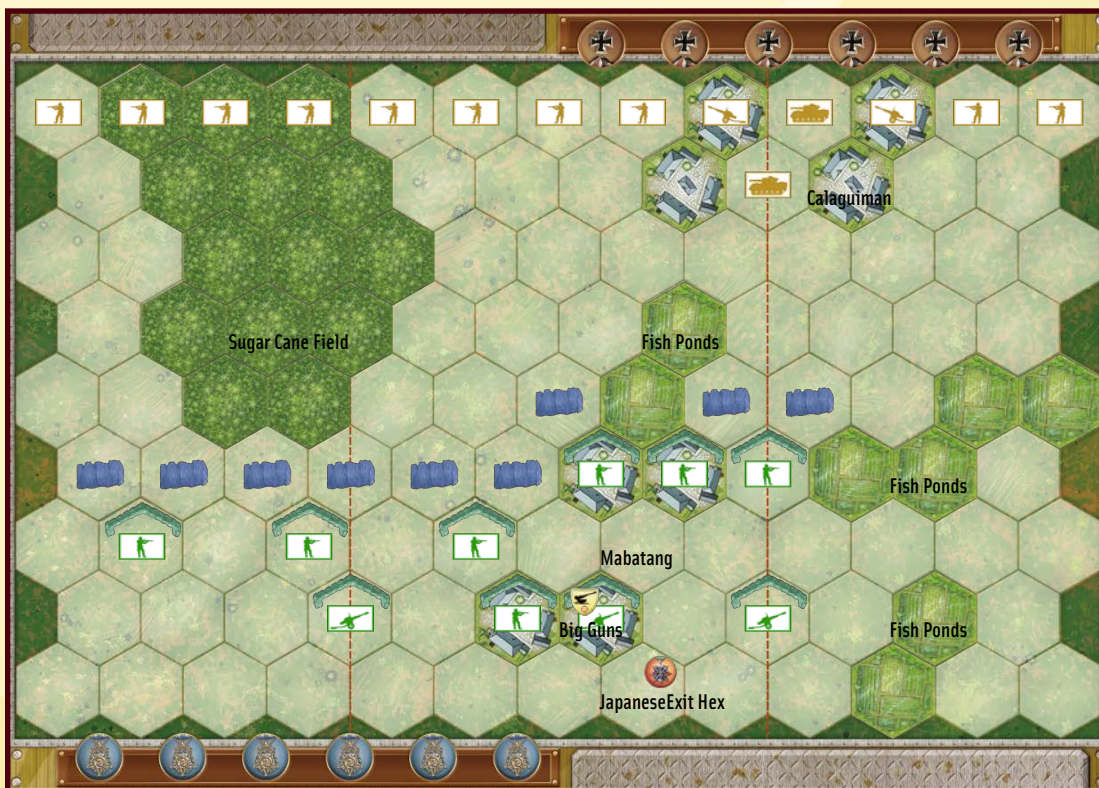 Calaguiman
Sugar Cane Field
Fish Ponds
Fish Ponds
Mabatang
Big Guns
Fish Ponds
JapaneseExit Hex